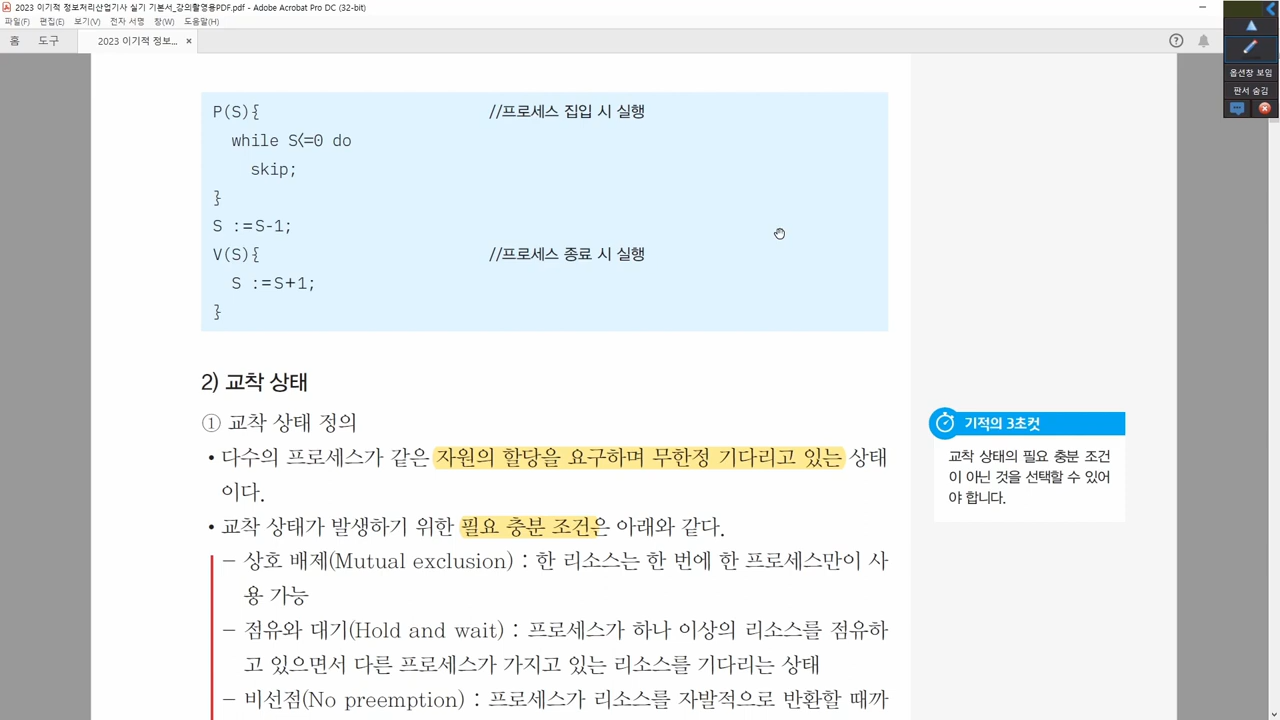 2023 이기적 정보처리산업기사 실기 기본서_강의촬영용PDF.pdf - Adobe Acrobat Pro DC (32-bit)
파일(F) 편집(E) 보기(V) 전자 서명 창(W) 도움말(H)
홈 도구 2023 이기적 정보... ×
옵션창 보임
판서 숨김
P(S){ //프로세스 집입 시 실행
while S<=0 do
skip;
}
S :=S-1;
V(S){ //프로세스 종료 시 실행
S :=S+1;
}
2) 교착 상태
① 교착 상태 정의
• 다수의 프로세스가 같은 자원의 할당을 요구하며 무한정 기다리고 있는 상태
이다.
• 교착 상태가 발생하기 위한 필요 충분 조건은 아래와 같다.
– 상호 배제(Mutual exclusion) : 한 리소스는 한 번에 한 프로세스만이 사
용 가능
– 점유와 대기(Hold and wait) : 프로세스가 하나 이상의 리소스를 점유하
고 있으면서 다른 프로세스가 가지고 있는 리소스를 기다리는 상태
– 비선점(No preemption) : 프로세스가 리소스를 자발적으로 반환할 때까
기적의 3초컷
교착 상태의 필요 충분 조건
이 아닌 것을 선택할 수 있어
야 합니다.